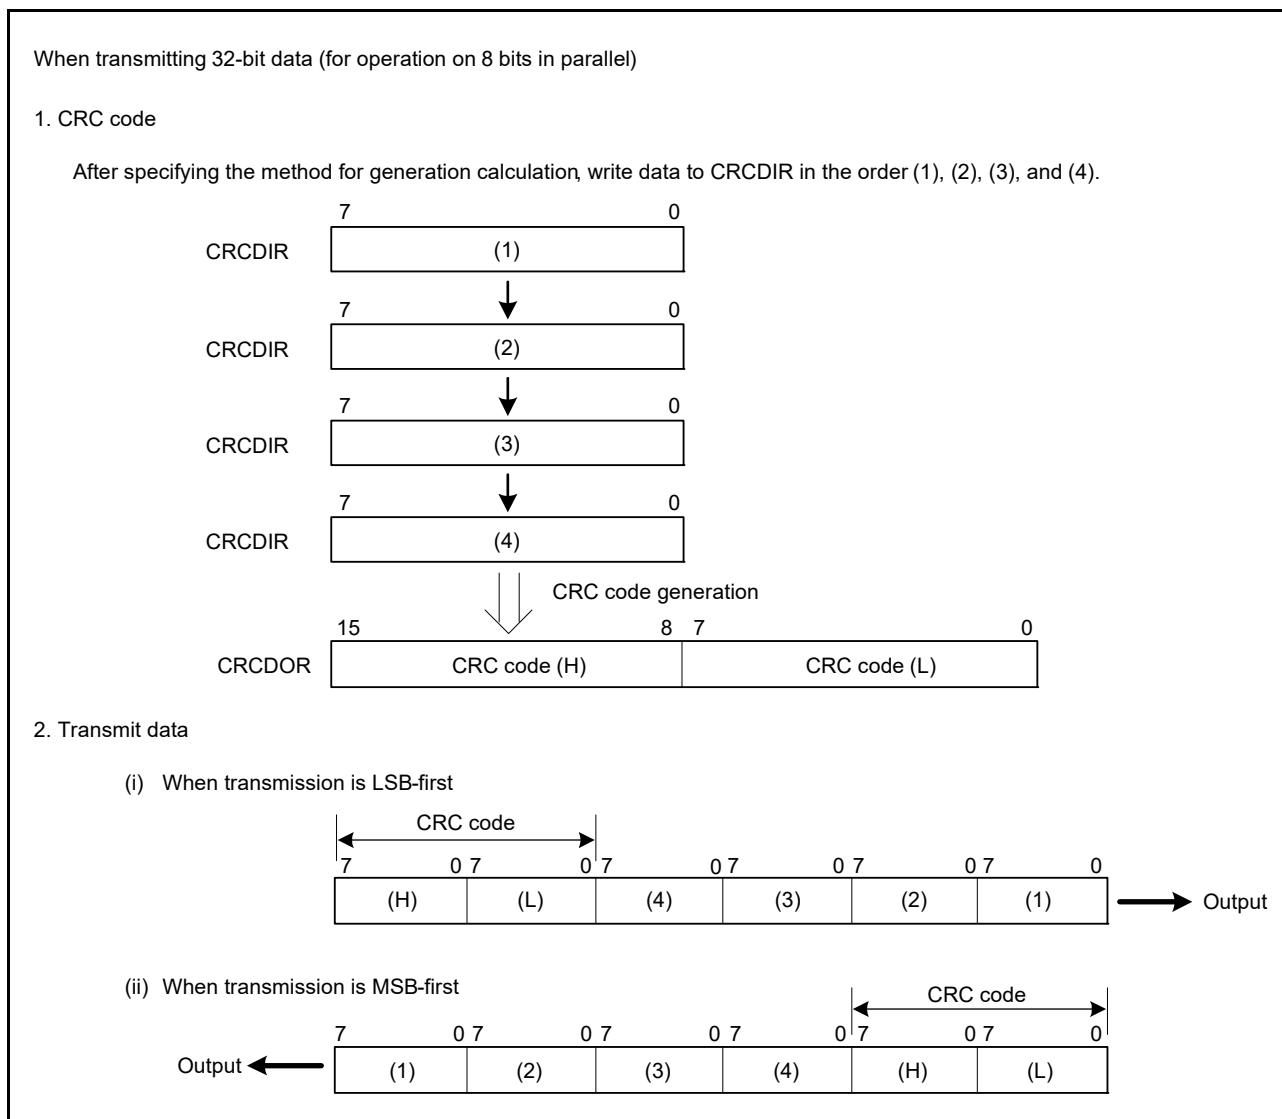 When transmitting 32-bit data (for operation on 8 bits in parallel)
1. CRC code
After specifying the method for generation calculation, write data to CRCDIR in the order (1), (2), (3), and (4).
7 0
CRCDIR (1)
7 0
CRCDIR (2)
7 0
CRCDIR (3)
7 0
CRCDIR (4)
CRC code generation
15 8 7 0
CRCDOR CRC code (H) CRC code (L)
2. Transmit data
(i) When transmission is LSB-first
CRC code
7 0 7 0 7 0 7 0 7 0 7 0
(H) (L) (4) (3) (2) (1) Output
(ii) When transmission is MSB-first
CRC code
7 0 7 0 7 0 7 0 7 0 7 0
Output (1) (2) (3) (4) (H) (L)